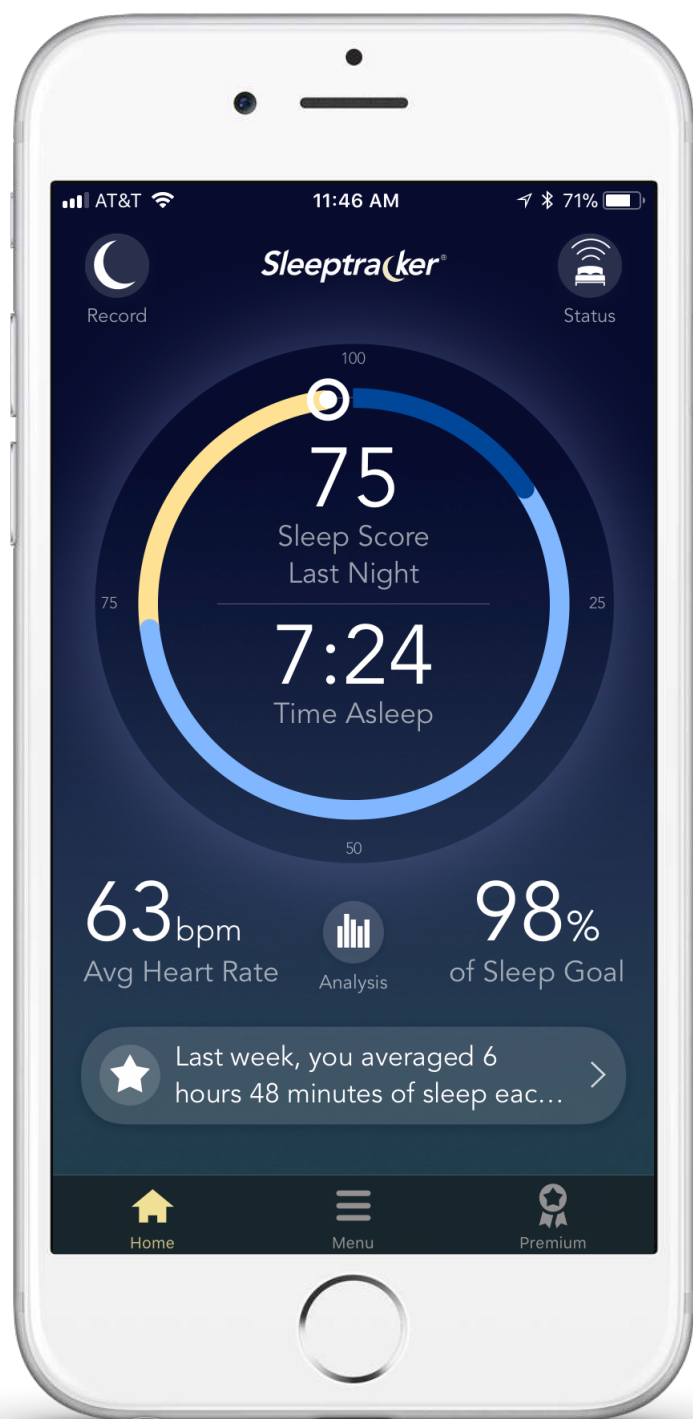 AT&T 11:46 AM 71%
Sleeptracker®
Record
Status
100
75
Sleep Score
Last Night
75
25
7:24
Time Asleep
50
63bpm
98%
Avg Heart Rate
Analysis
of Sleep Goal
Last week, you averaged 6
hours 48 minutes of sleep eac...
Home
Menu
Premium